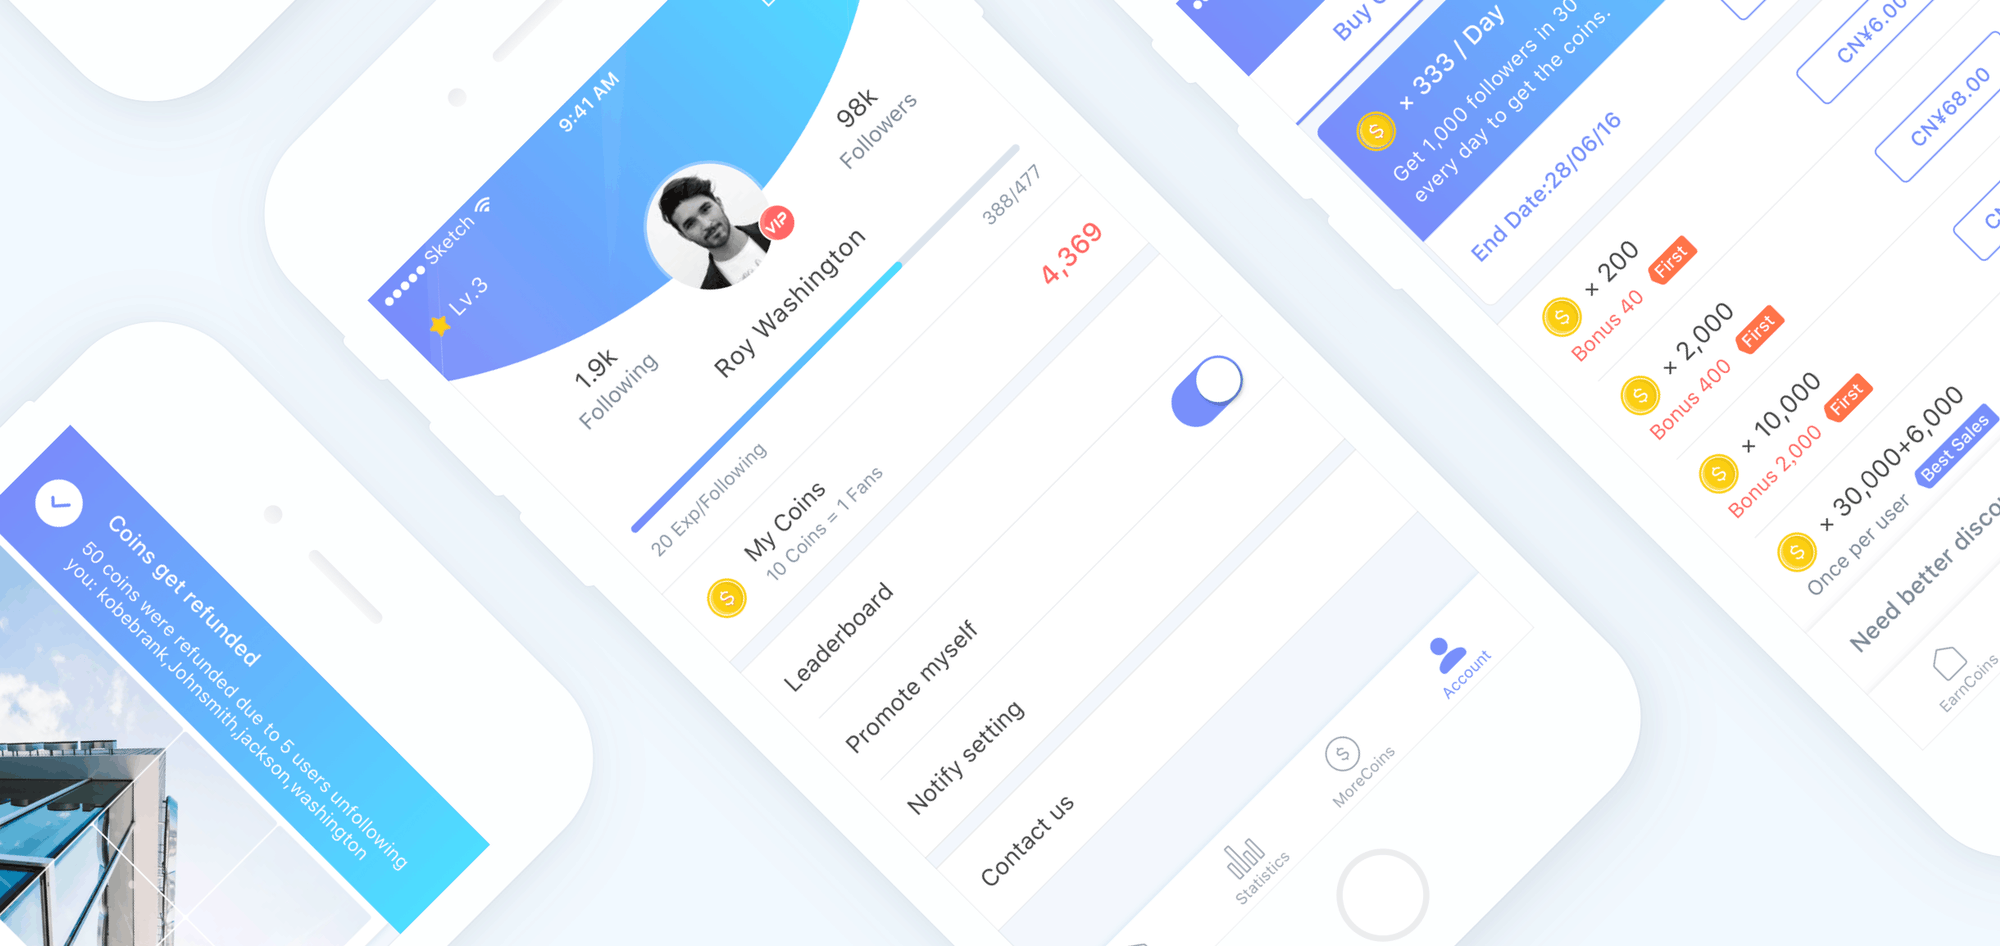 Coins get refunded
50 coins were refunded due to 5 users unfollowing
you: kobebrank,Johnsmith,jackson,washington
Sketch
9:41 AM
Lv.3
VIP
1.9k
Following
98k
Followers
Roy Washington
20 Exp/Following
388/477
My Coins
10 Coins = 1 Fans
4,369
Leaderboard
Promote myself
Notify setting
Contact us
Statistics
MoreCoins
Account
Buy
× 333 / Day
Get 1,000 followers in 30
every day to get the coins.
End Date:28/06/16
× 200
Bonus 40
First
CN¥6.00
× 2,000
Bonus 400
First
CN¥68.00
× 10,000
Bonus 2,000
First
× 30,000+6,000
Once per user
Best Sales
Need better
EarnCoins